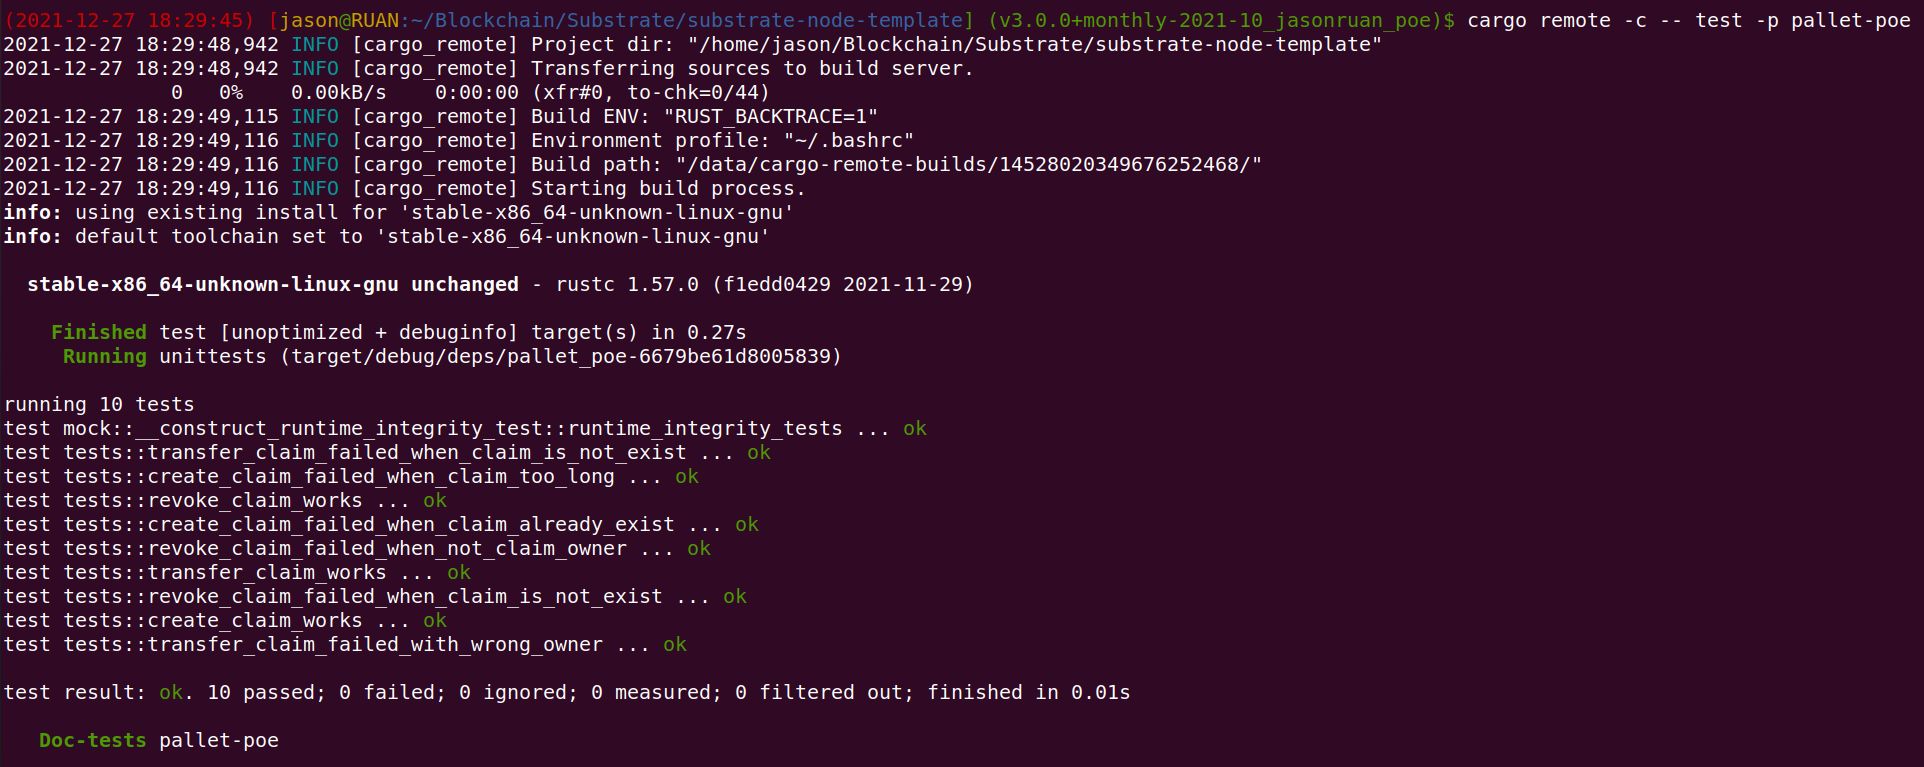 (2021-12-27 18:29:45) [jason@RUAN:~/Blockchain/Substrate/substrate-node-template] (v3.0.0+monthly-2021-10_jasonruan_poe)$ cargo remote -c -- test -p pallet-poe
2021-12-27 18:29:48,942 INFO [cargo_remote] Project dir: "/home/jason/Blockchain/Substrate/substrate-node-template"
2021-12-27 18:29:48,942 INFO [cargo_remote] Transferring sources to build server.
              0   0%    0.00kB/s    0:00:00 (xfr#0, to-chk=0/44)
2021-12-27 18:29:49,115 INFO [cargo_remote] Build ENV: "RUST_BACKTRACE=1"
2021-12-27 18:29:49,116 INFO [cargo_remote] Environment profile: "~/.bashrc"
2021-12-27 18:29:49,116 INFO [cargo_remote] Build path: "/data/cargo-remote-builds/14528020349676252468/"
2021-12-27 18:29:49,116 INFO [cargo_remote] Starting build process.
info: using existing install for 'stable-x86_64-unknown-linux-gnu'
info: default toolchain set to 'stable-x86_64-unknown-linux-gnu'
  stable-x86_64-unknown-linux-gnu unchanged - rustc 1.57.0 (f1edd0429 2021-11-29)
    Finished test [unoptimized + debuginfo] target(s) in 0.27s
     Running unittests (target/debug/deps/pallet_poe-6679be61d8005839)
running 10 tests
test mock::__construct_runtime_integrity_test::runtime_integrity_tests ... ok
test tests::transfer_claim_failed_when_claim_is_not_exist ... ok
test tests::create_claim_failed_when_claim_too_long ... ok
test tests::revoke_claim_works ... ok
test tests::create_claim_failed_when_claim_already_exist ... ok
test tests::revoke_claim_failed_when_not_claim_owner ... ok
test tests::transfer_claim_works ... ok
test tests::revoke_claim_failed_when_claim_is_not_exist ... ok
test tests::create_claim_works ... ok
test tests::transfer_claim_failed_with_wrong_owner ... ok
test result: ok. 10 passed; 0 failed; 0 ignored; 0 measured; 0 filtered out; finished in 0.01s
   Doc-tests pallet-poe